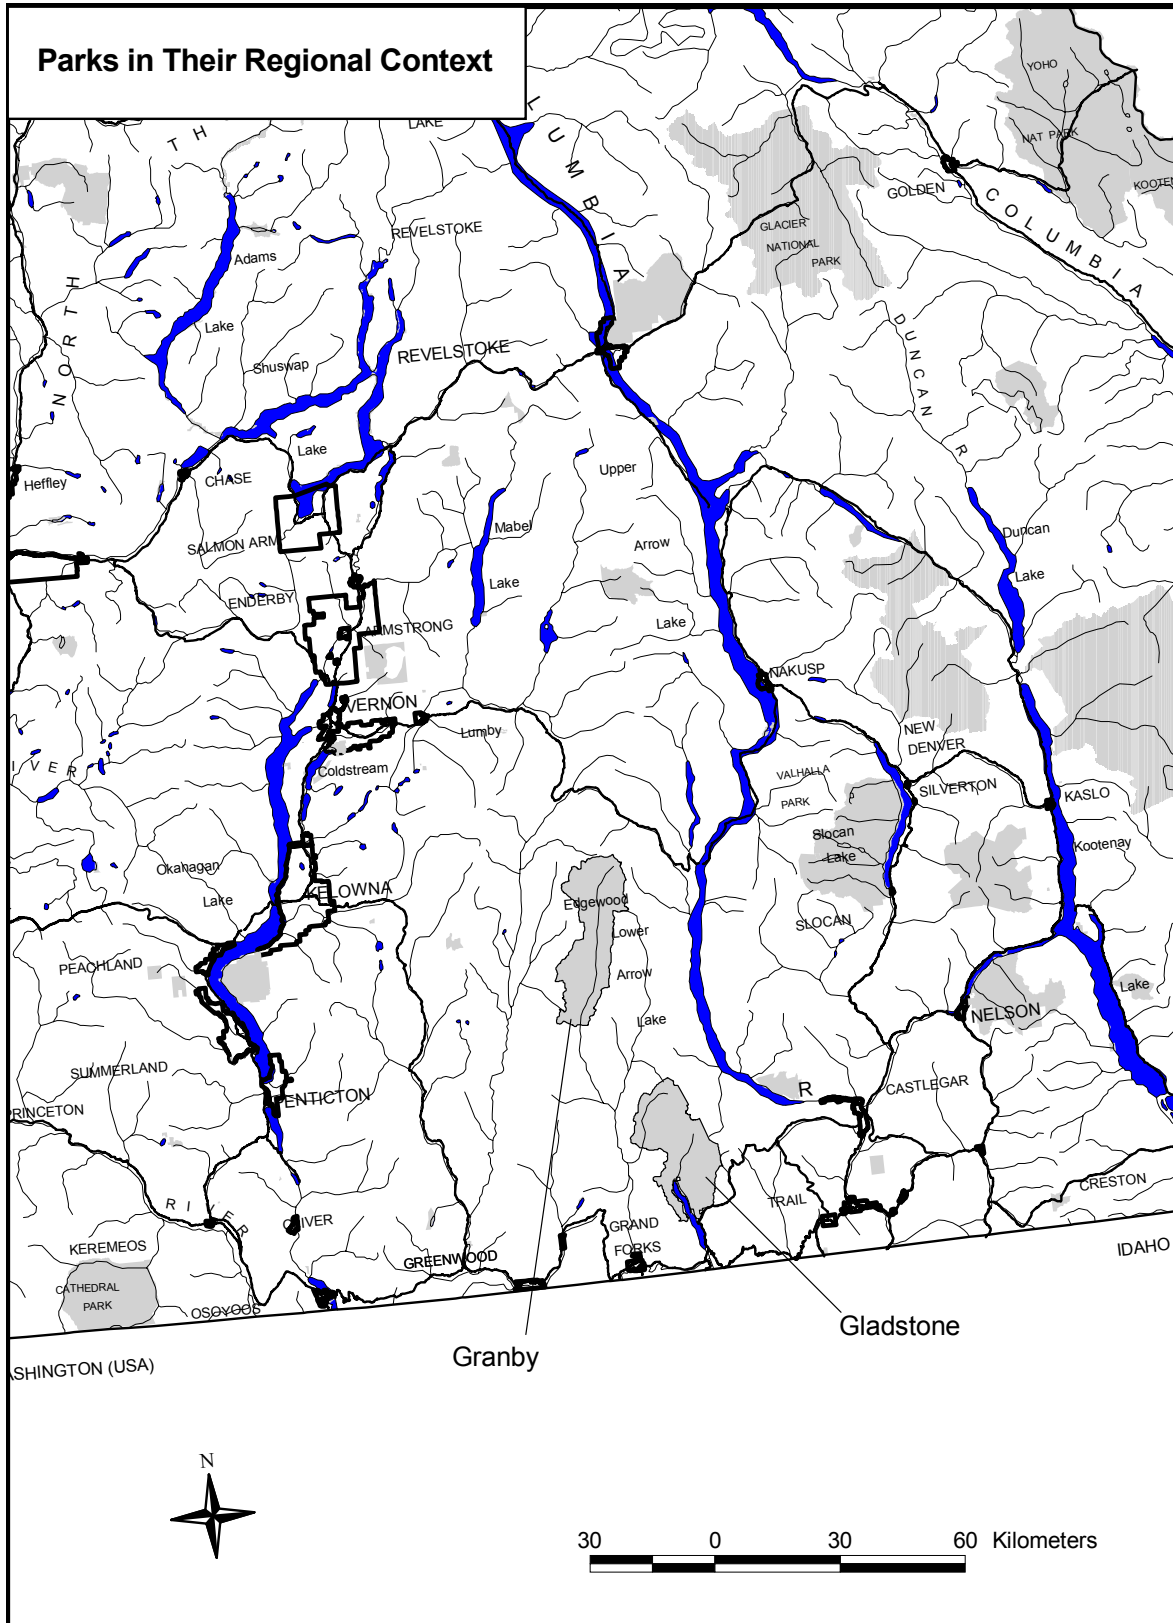 Parks in Their Regional Context
YOHO
NAT PARK
KOOTEN
LUMBIA
LAKE
TH
NORTH
GOLDEN
COLUMBIA
REVELSTOKE
GLACIER
NATIONAL
PARK
Adams
Lake
DUNCAN R
REVELSTOKE
Shuswap
Lake
Heffley
CHASE
Upper
Arrow
Lake
Mabel
Lake
Duncan
Lake
SALMON ARM
ENDERBY
ARMSTRONG
NAKUSP
VERNON
Lumby
Coldstream
IVER
NEW
DENVER
VALHALLA
PARK
SILVERTON
KASLO
Slocan
Lake
Kootenay
Okanagan
Lake
KELOWNA
Edgewood
Lower
Arrow
Lake
SLOCAN
PEACHLAND
NELSON
Lake
SUMMERLAND
PENTICTON
R
CASTLEGAR
PRINCETON
RIVER
OLIVER
TRAIL
CRESTON
KEREMEOS
GRAND
FORKS
GREENWOOD
IDAHO
CATHEDRAL
PARK
OSOYOOS
Gladstone
Granby
ASHINGTON (USA)
N
30 0 30 60 Kilometers